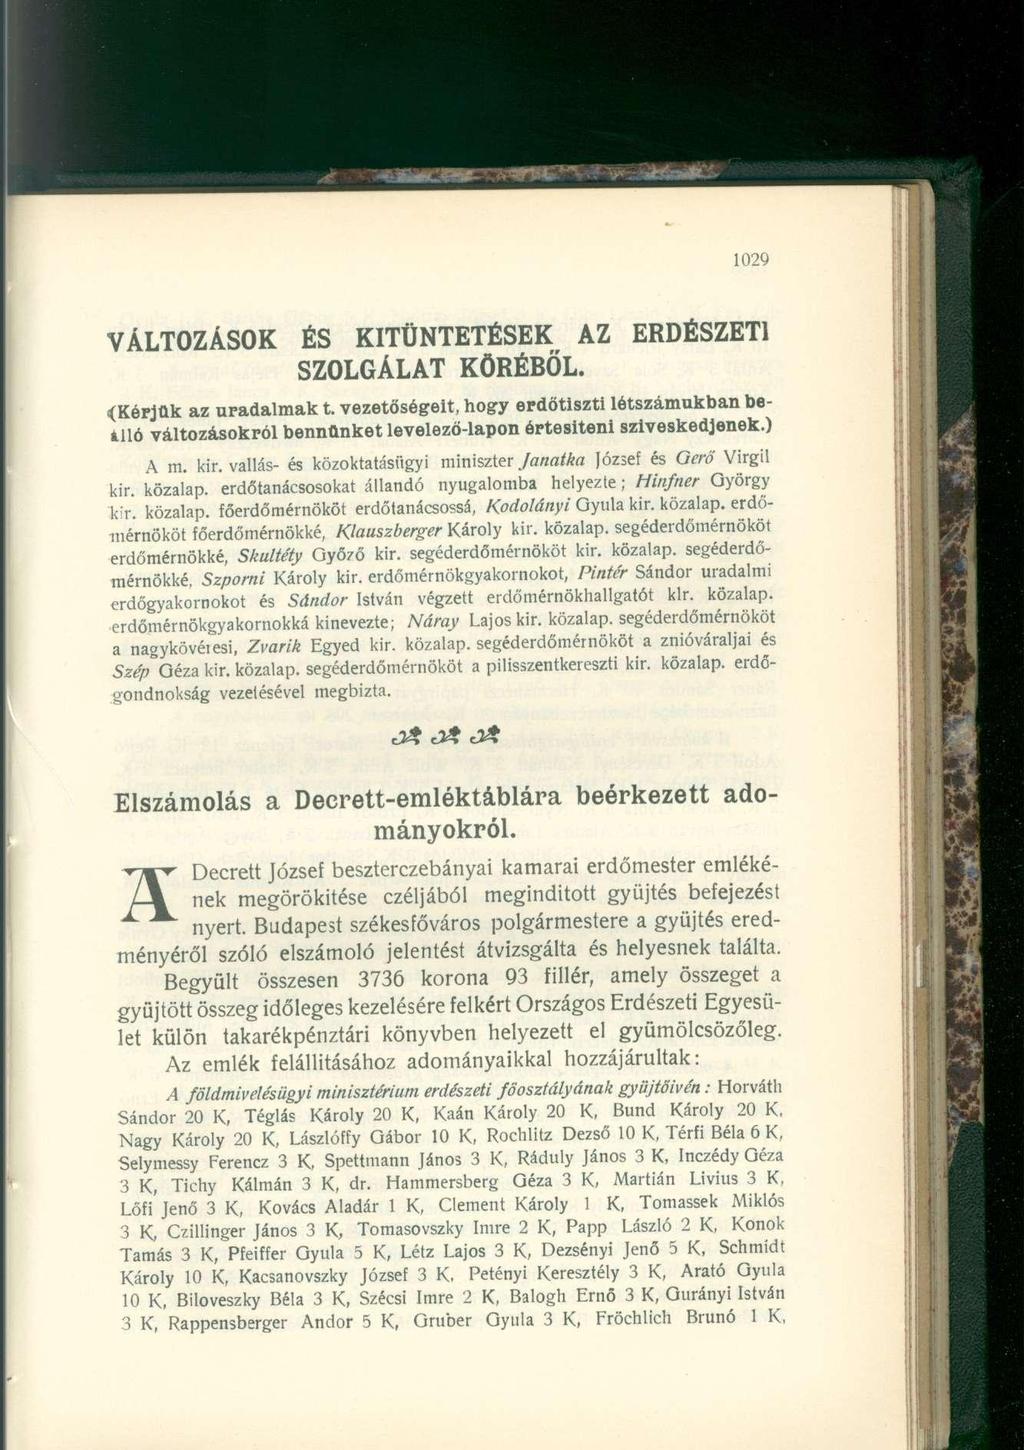 1029
VÁLTOZÁSOK ÉS KITÜNTETÉSEK AZ ERDÉSZETI
SZOLGÁLAT KÖRÉBŐL.
(Kérjük az uradalmak t. vezetőségeit, hogy erdőtiszti létszámukban be-
álló változásokról bennünket levelező-lapon értesiteni sziveskedjenek.)
A m. kir. vallás- és közoktatásügyi miniszter Janatka József és Gerő Virgil
kir. közalap. erdőtanácsosokat állandó nyugalomba helyezte; Hinfner György
kir. közalap. főerdőmérnököt erdőtanácsossá, Kodolányi Gyula kir. közalap. erdő-
mérnököt főerdőmérnökké, Klauszberger Károly kir. közalap. segéderdőmérnököt
erdőmérnökké, Skultéty Győző kir. segéderdőmérnököt kir. közalap. segéderdő-
mérnökké, Szporni Károly kir. erdőmérnökgyakornokot, Pintér Sándor uradalmi
erdőgyakornokot és Sándor István végzett erdőmérnökhallgatót kir. közalap.
erdőmérnökgyakornokká kinevezte; Náray Lajos kir. közalap. segéderdőmérnököt
a nagykövéresi, Zvarik Egyed kir. közalap. segéderdőmérnököt a znióváraljai és
Szép Géza kir. közalap. segéderdőmérnököt a pilisszentkereszti kir. közalap. erdő-
gondnokság vezetésével megbizta.
Elszámolás a Decrett-emléktáblára beérkezett ado-
mányokról.
A Decrett József beszterczebányai kamarai erdőmester emléké-
nek megörökitése czéljából meginditott gyüjtés befejezést
nyert. Budapest székesfőváros polgármestere a gyüjtés ered-
ményéről szóló elszámoló jelentést átvizsgálta és helyesnek találta.
Begyült összesen 3736 korona 93 fillér, amely összeget a
gyüjtött összeg időleges kezelésére felkért Országos Erdészeti Egyesü-
let külön takarékpénztári könyvben helyezett el gyümölcsözőleg.
Az emlék felállitásához adományaikkal hozzájárultak:
A földmivelésügyi minisztérium erdészeti főosztályának gyüjtőivén: Horváth
Sándor 20 K, Téglás Károly 20 K, Kaán Károly 20 K, Bund Károly 20 K,
Nagy Károly 20 K, Lászlóffy Gábor 10 K, Rochlitz Dezső 10 K, Térfi Béla 6 K,
Selymessy Ferencz 3 K, Spettmann János 3 K, Ráduly János 3 K, Inczédy Géza
3 K, Tichy Kálmán 3 K, dr. Hammersberg Géza 3 K, Martián Livius 3 K,
Lőfi Jenő 3 K, Kovács Aladár 1 K, Clement Károly 1 K, Tomassek Miklós
3 K, Czillinger János 3 K, Tomasovszky Imre 2 K, Papp László 2 K, Konok
Tamás 3 K, Pfeiffer Gyula 5 K, Létz Lajos 3 K, Dezsényi Jenő 5 K, Schmidt
Károly 10 K, Kacsanovszky József 3 K, Petényi Keresztély 3 K, Arató Gyula
10 K, Biloveszky Béla 3 K, Szécsi Imre 2 K, Balogh Ernő 3 K, Gurányi István
3 K, Rappensberger Andor 5 K, Gruber Gyula 3 K, Fröchlich Brunó 1 K,